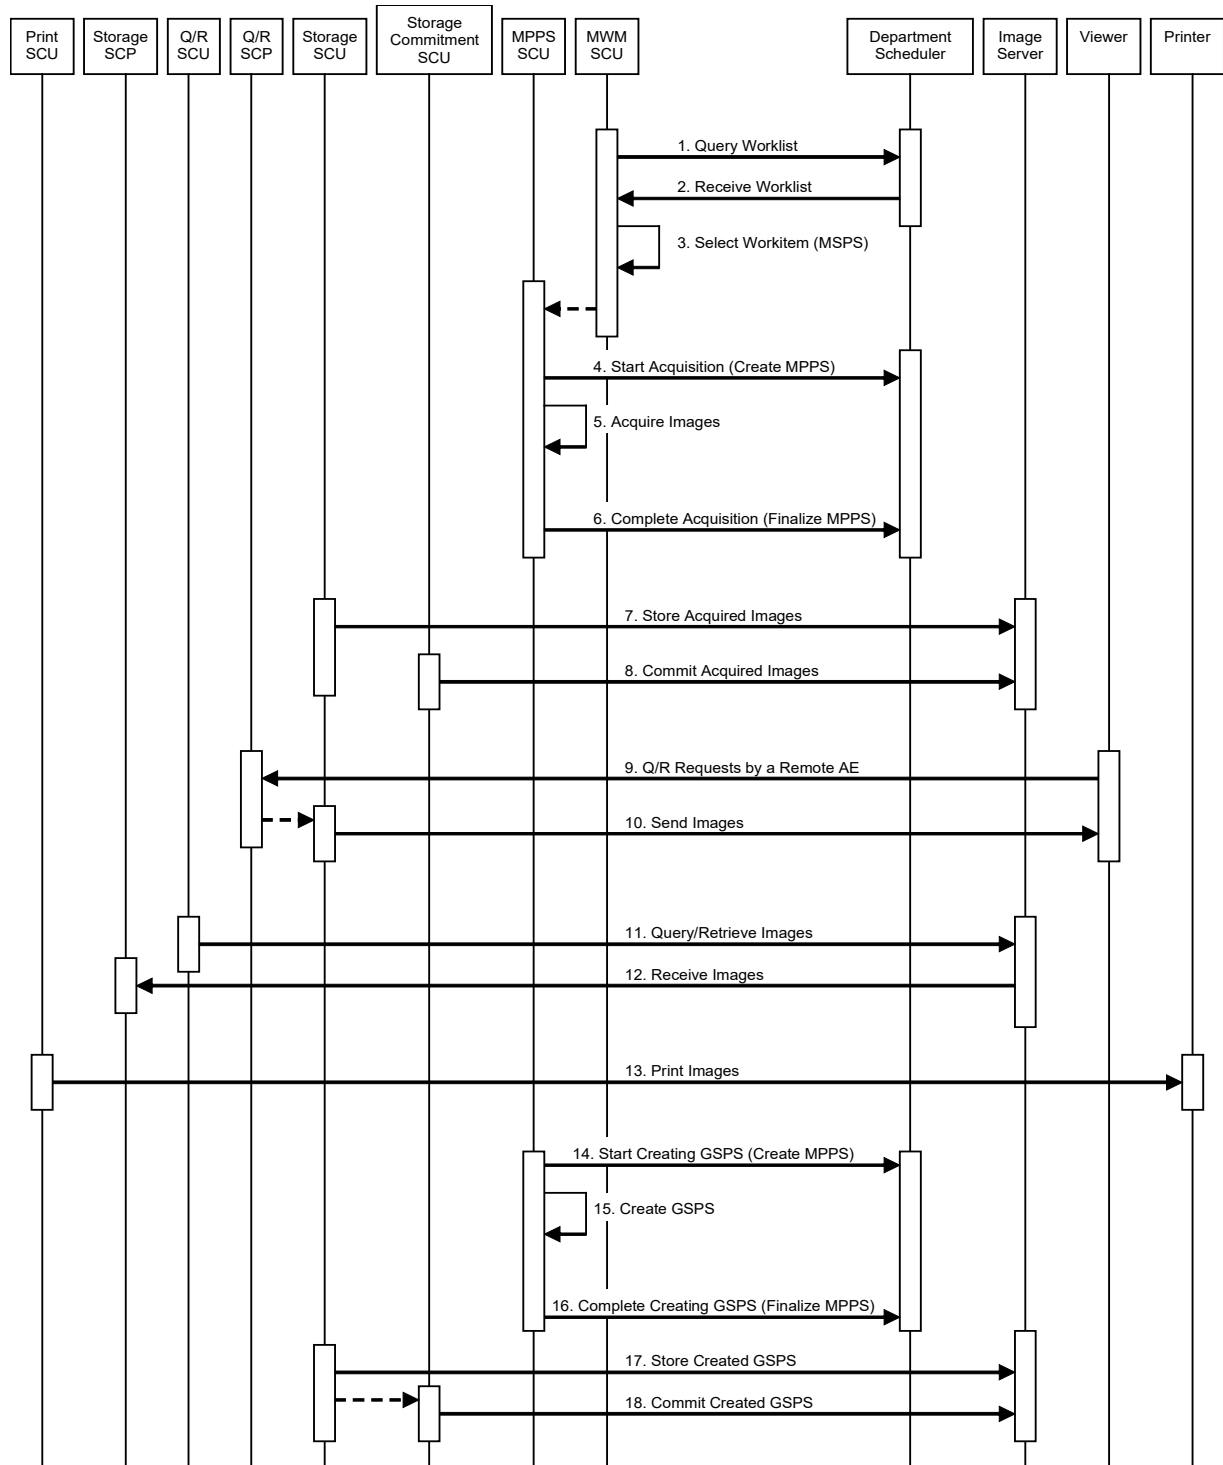 Print
SCU
Storage
SCP
Q/R
SCU
Q/R
SCP
Storage
SCU
Storage
Commitment
SCU
MPPS
SCU
MWM
SCU
Department
Scheduler
Image
Server
Viewer
Printer
1. Query Worklist
2. Receive Worklist
3. Select Workitem (MSPS)
4. Start Acquisition (Create MPPS)
5. Acquire Images
6. Complete Acquisition (Finalize MPPS)
7. Store Acquired Images
8. Commit Acquired Images
9. Q/R Requests by a Remote AE
10. Send Images
11. Query/Retrieve Images
12. Receive Images
13. Print Images
14. Start Creating GSPS (Create MPPS)
15. Create GSPS
16. Complete Creating GSPS (Finalize MPPS)
17. Store Created GSPS
18. Commit Created GSPS